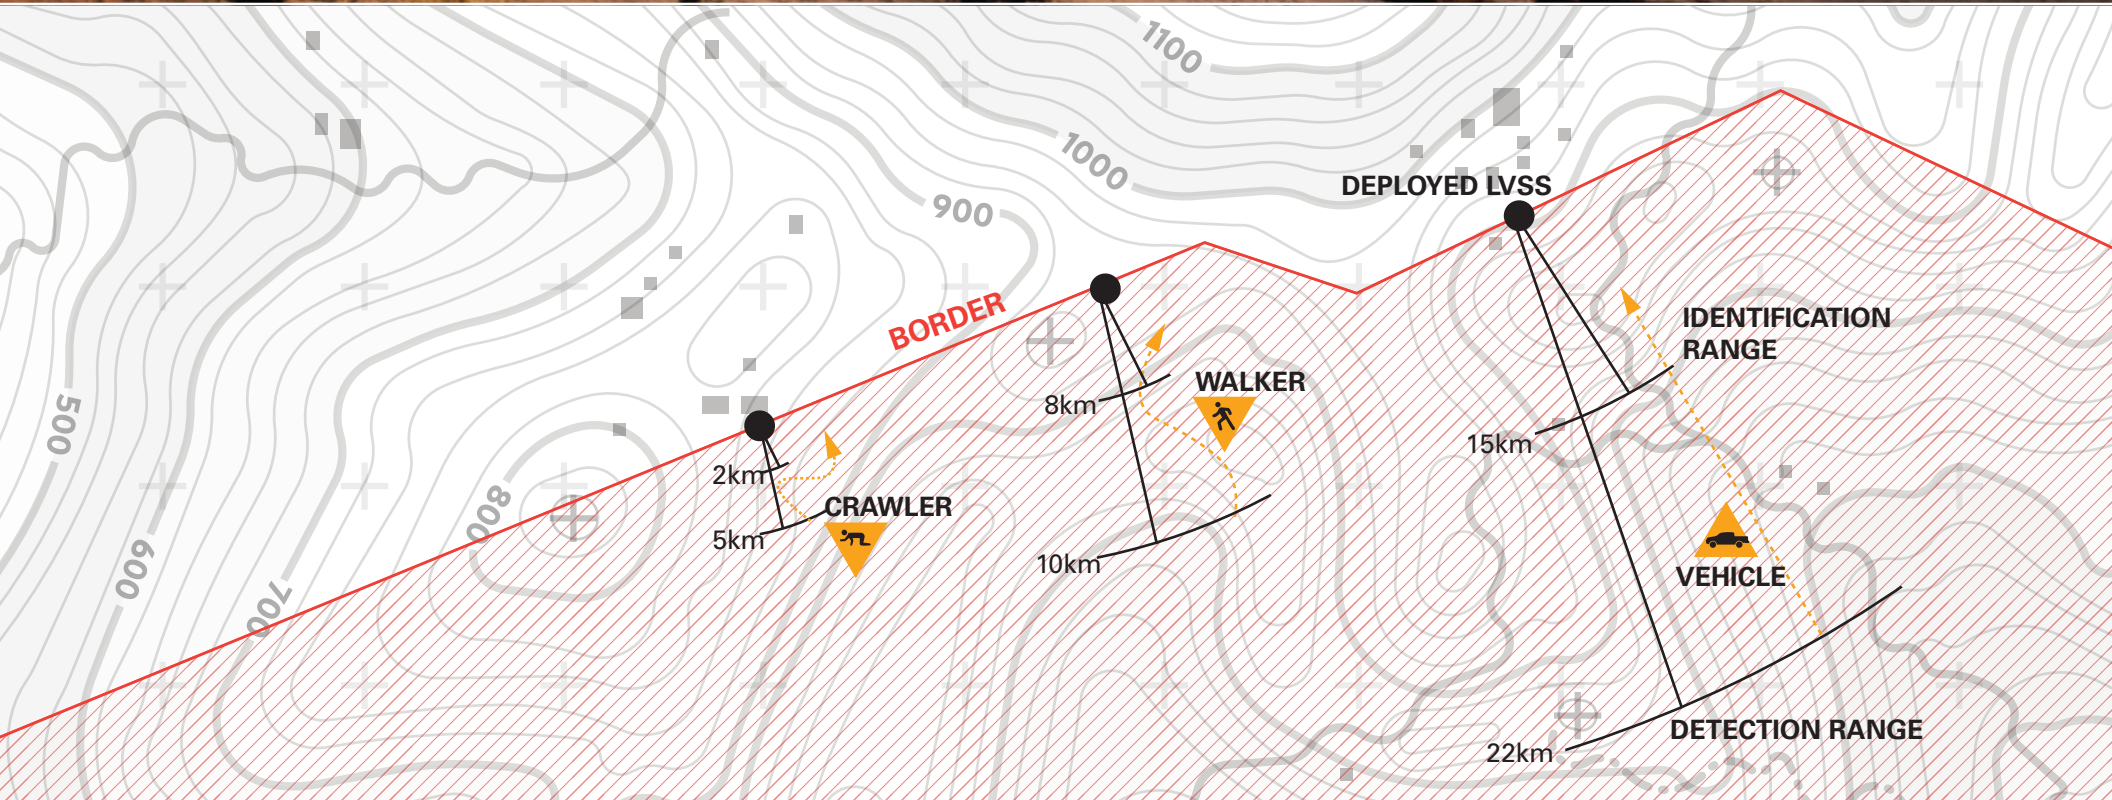 1100
1000
900
DEPLOYED LVSS
BORDER
IDENTIFICATION
RANGE
WALKER
8km
500
15km
2km
CRAWLER
800
5km
600
10km
VEHICLE
700
DETECTION RANGE
22km